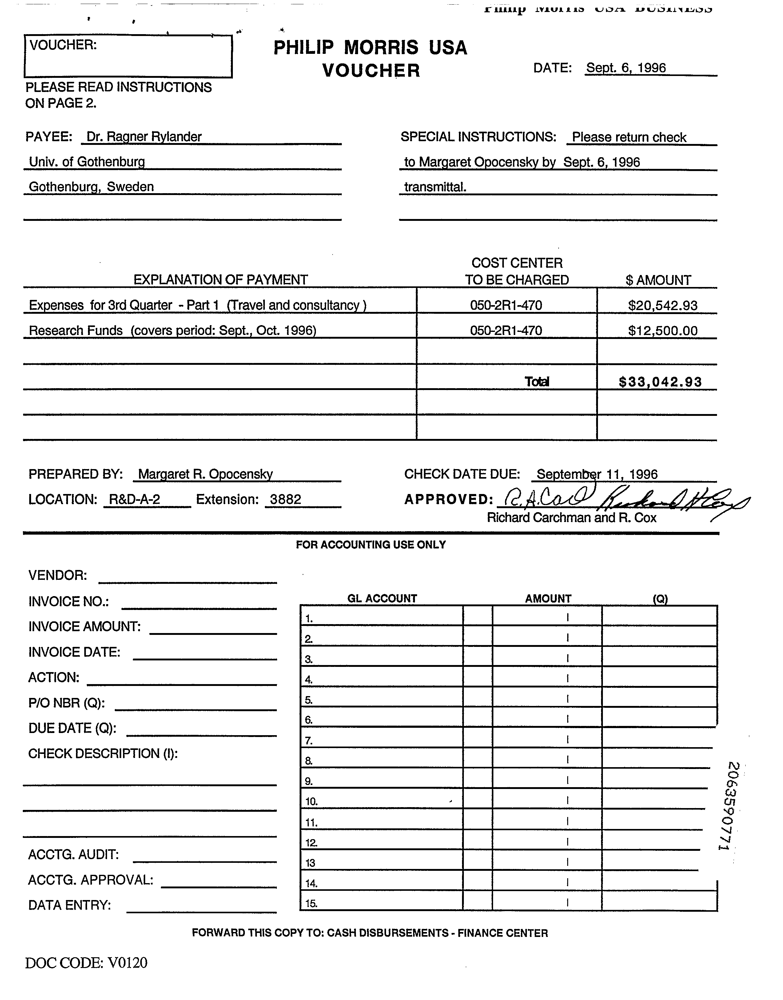 Philip Morris USA BUSINESS
VOUCHER:
PHILIP MORRIS USA
VOUCHER
DATE: Sept. 6, 1996
PLEASE READ INSTRUCTIONS
ON PAGE 2.
PAYEE: Dr. Ragner Rylander
Univ. of Gothenburg
Gothenburg, Sweden
SPECIAL INSTRUCTIONS: Please return check
to Margaret Opocensky by Sept. 6, 1996
transmittal.
EXPLANATION OF PAYMENT COST CENTER TO BE CHARGED $ AMOUNT
Expenses for 3rd Quarter - Part 1 (Travel and consultancy ) 050-2R1-470 $20,542.93
Research Funds (covers period: Sept., Oct. 1996) 050-2R1-470 $12,500.00
Total $33,042.93
PREPARED BY: Margaret R. Opocensky
CHECK DATE DUE: September 11, 1996
LOCATION: R&D-A-2 Extension: 3882
APPROVED: R.A.Carl Richard H Cox
Richard Carchman and R. Cox
FOR ACCOUNTING USE ONLY
VENDOR:
INVOICE NO.:
INVOICE AMOUNT:
INVOICE DATE:
ACTION:
P/O NBR (Q):
DUE DATE (Q):
CHECK DESCRIPTION (I):
ACCTG. AUDIT:
ACCTG. APPROVAL:
DATA ENTRY:
GL ACCOUNT AMOUNT (Q)
1.
2.
3.
4.
5.
6.
7.
8.
9.
10.
11.
12.
13
14.
15.
2063590771
FORWARD THIS COPY TO: CASH DISBURSEMENTS - FINANCE CENTER
DOC CODE: V0120